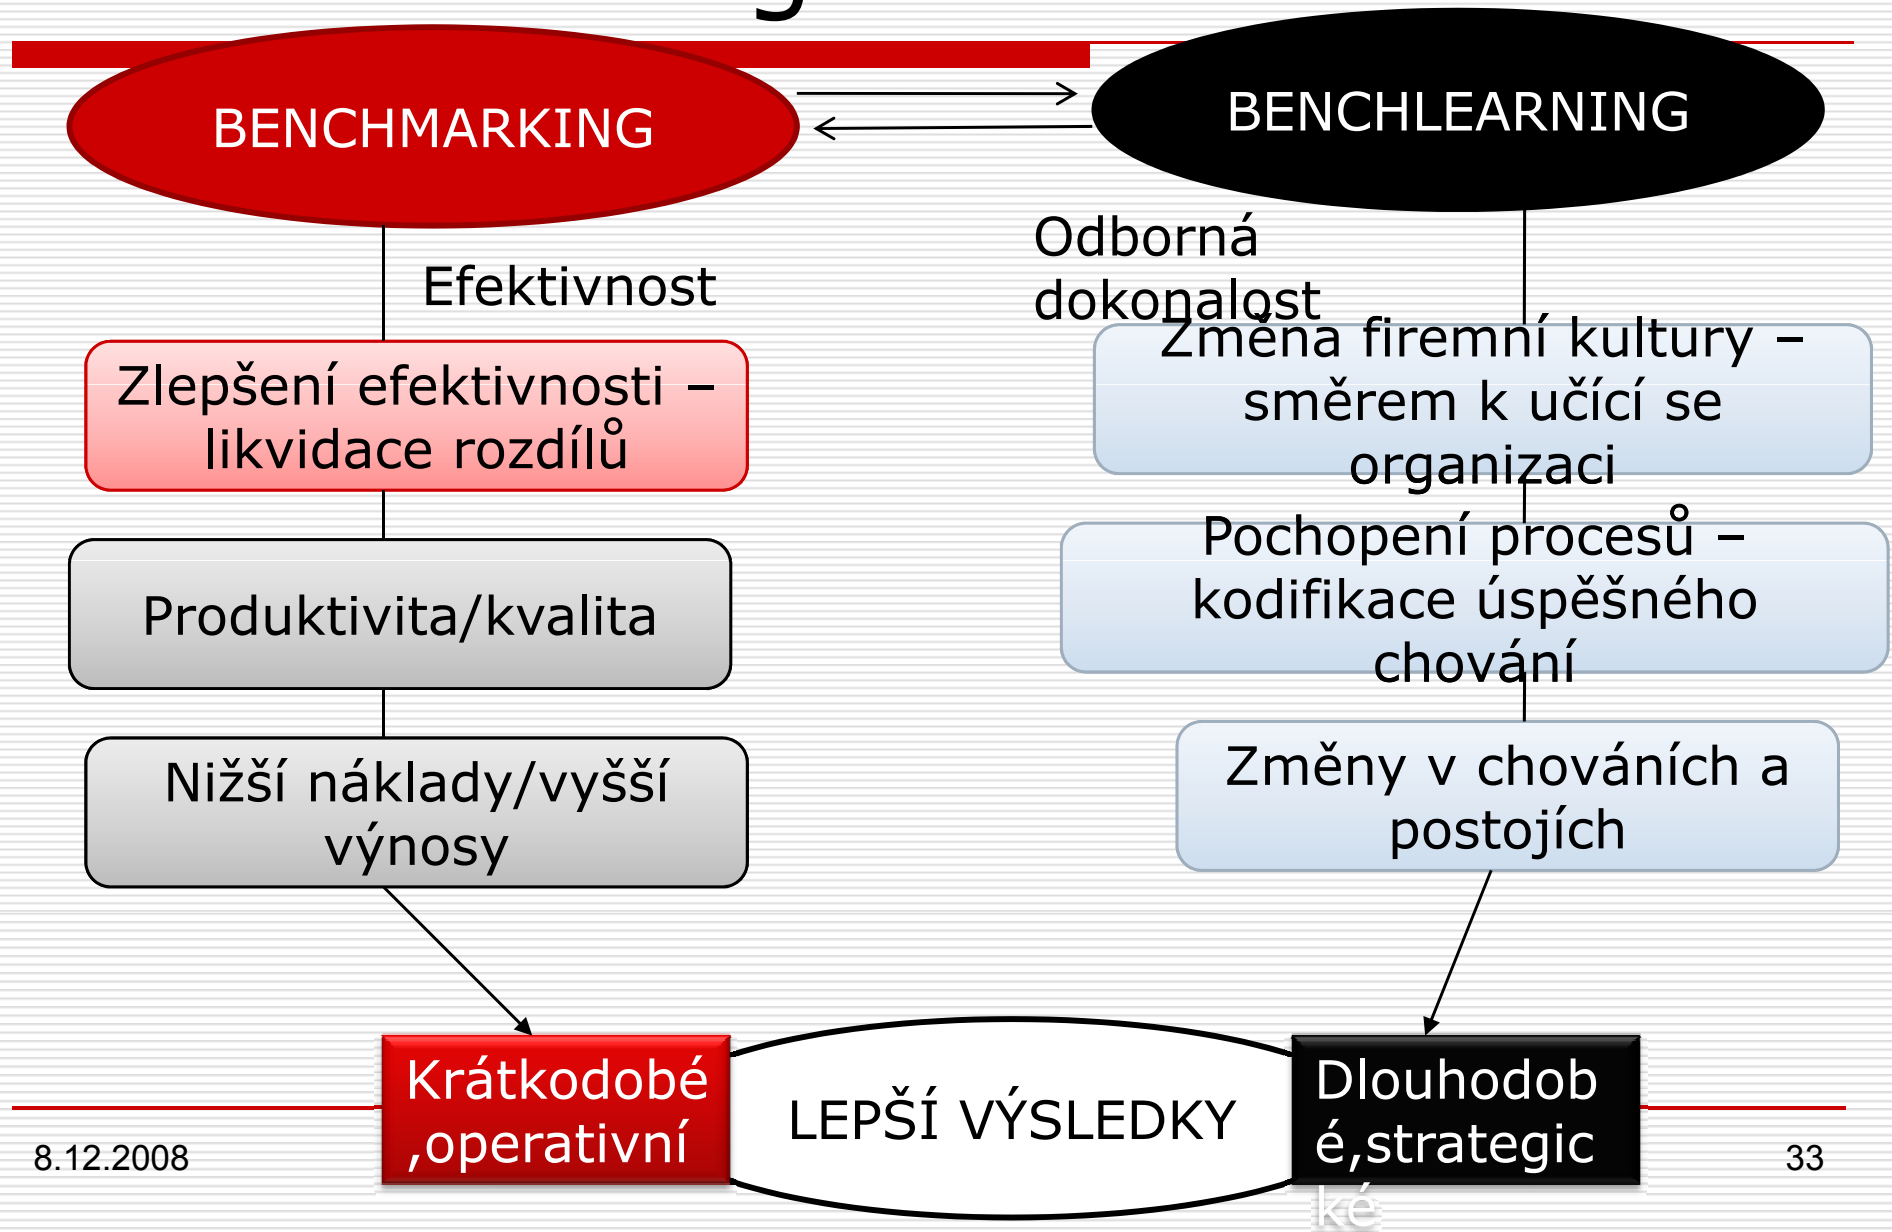 BENCHMARKING
BENCHLEARNING
Efektivnost
Odborná
dokonalost
Zlepšení efektivnosti –
likvidace rozdílů
Produktivita/kvalita
Nižší náklady/vyšší
výnosy
Změna firemní kultury –
směrem k učící se
organizaci
Pochopení procesů –
kodifikace úspěšného
chování
Změny v chováních a
postojích
Krátkodobé
,operativní
LEPŠÍ VÝSLEDKY
Dlouhodob
é,strategic
ké
8.12.2008
33